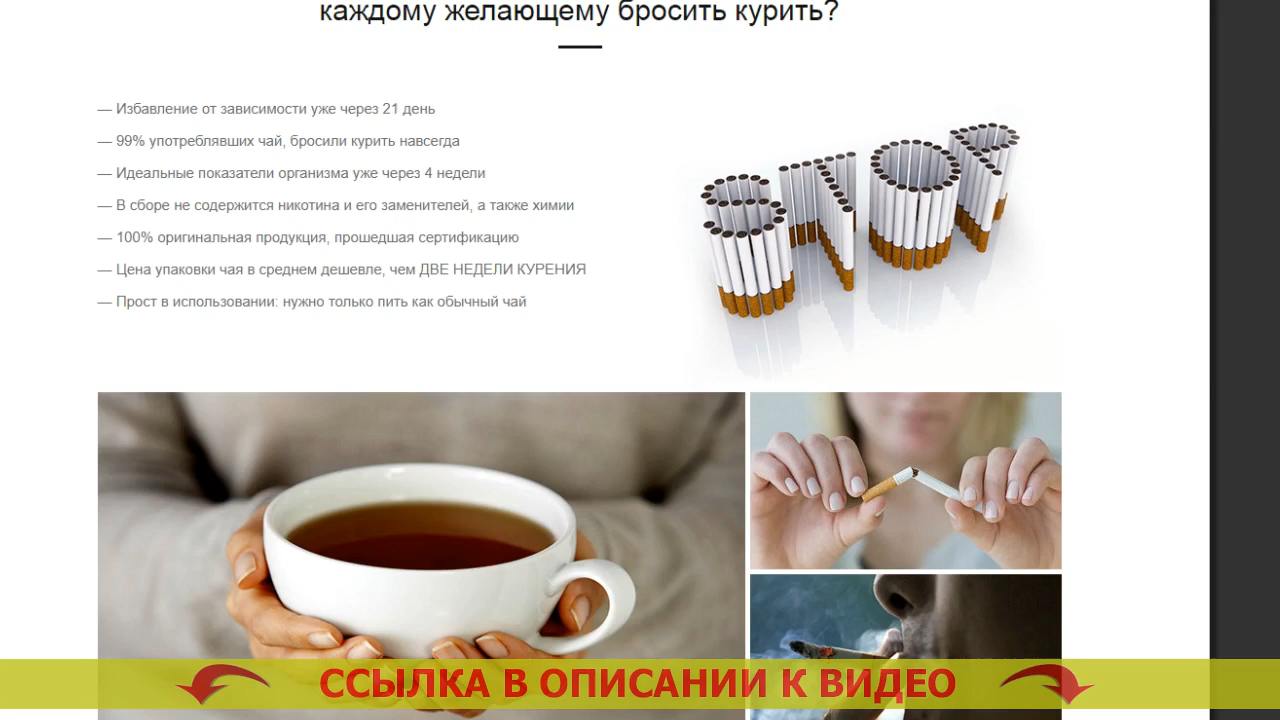 каждому желающему бросить курить?
— Избавление от зависимости уже через 21 день
— 99% употреблявших чай, бросили курить навсегда
— Идеальные показатели организма уже через 4 недели
— В сборе не содержится никотина и его заменителей, а также химии
— 100% оригинальная продукция, прошедшая сертификацию
— Цена упаковки чая в среднем дешевле, чем ДВЕ НЕДЕЛИ КУРЕНИЯ
— Прост в использовании: нужно только пить как обычный чай
STOP
ССЫЛКА В ОПИСАНИИ К ВИДЕО